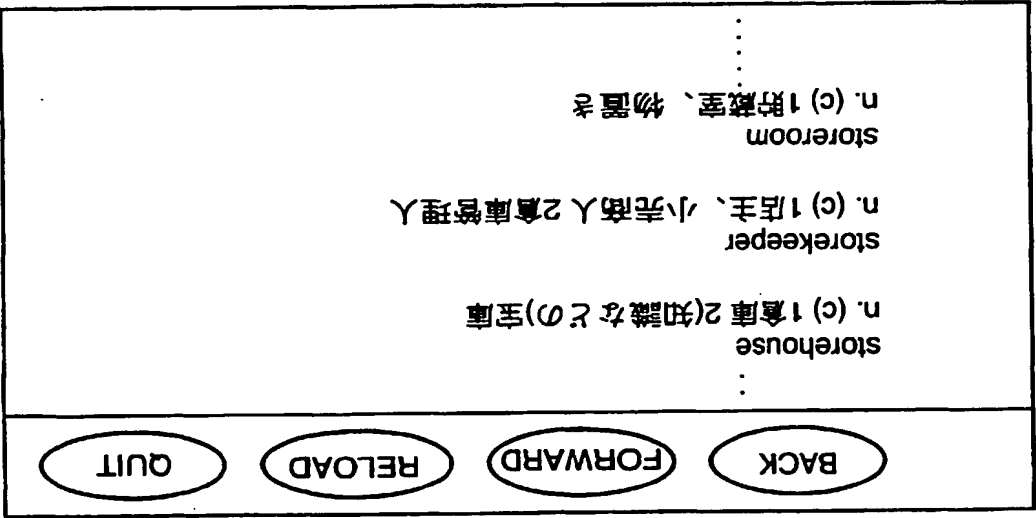 BACK FORWARD RELOAD QUIT
:
storehouse
n. (c) 1倉庫 2(知識などの)宝庫
storekeeper
n. (c) 1店主、小売商人 2倉庫管理人
storeroom
n. (c) 1貯蔵室、物置き